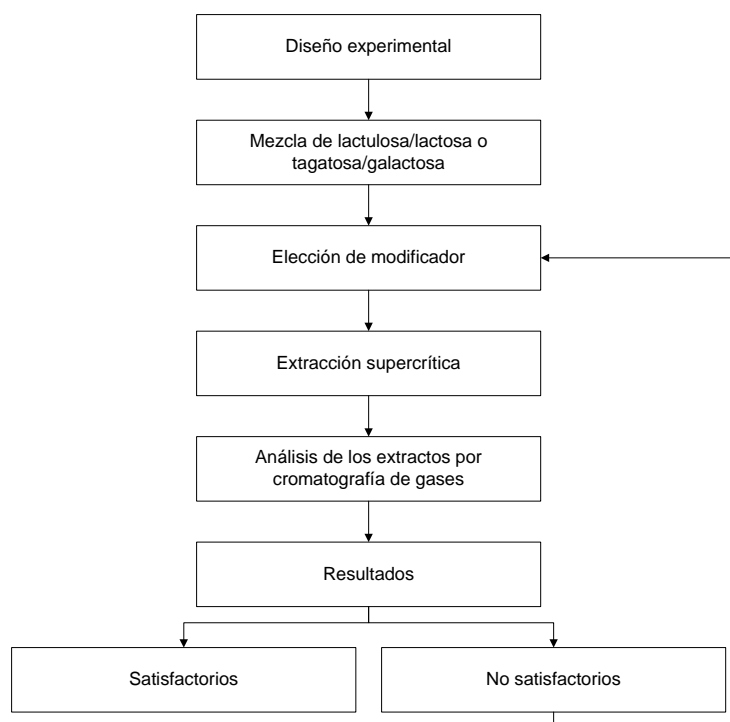 Diseño experimental
Mezcla de lactulosa/lactosa o
tagatosa/galactosa
Elección de modificador
Extracción supercrítica
Análisis de los extractos por
cromatografía de gases
Resultados
Satisfactorios
No satisfactorios